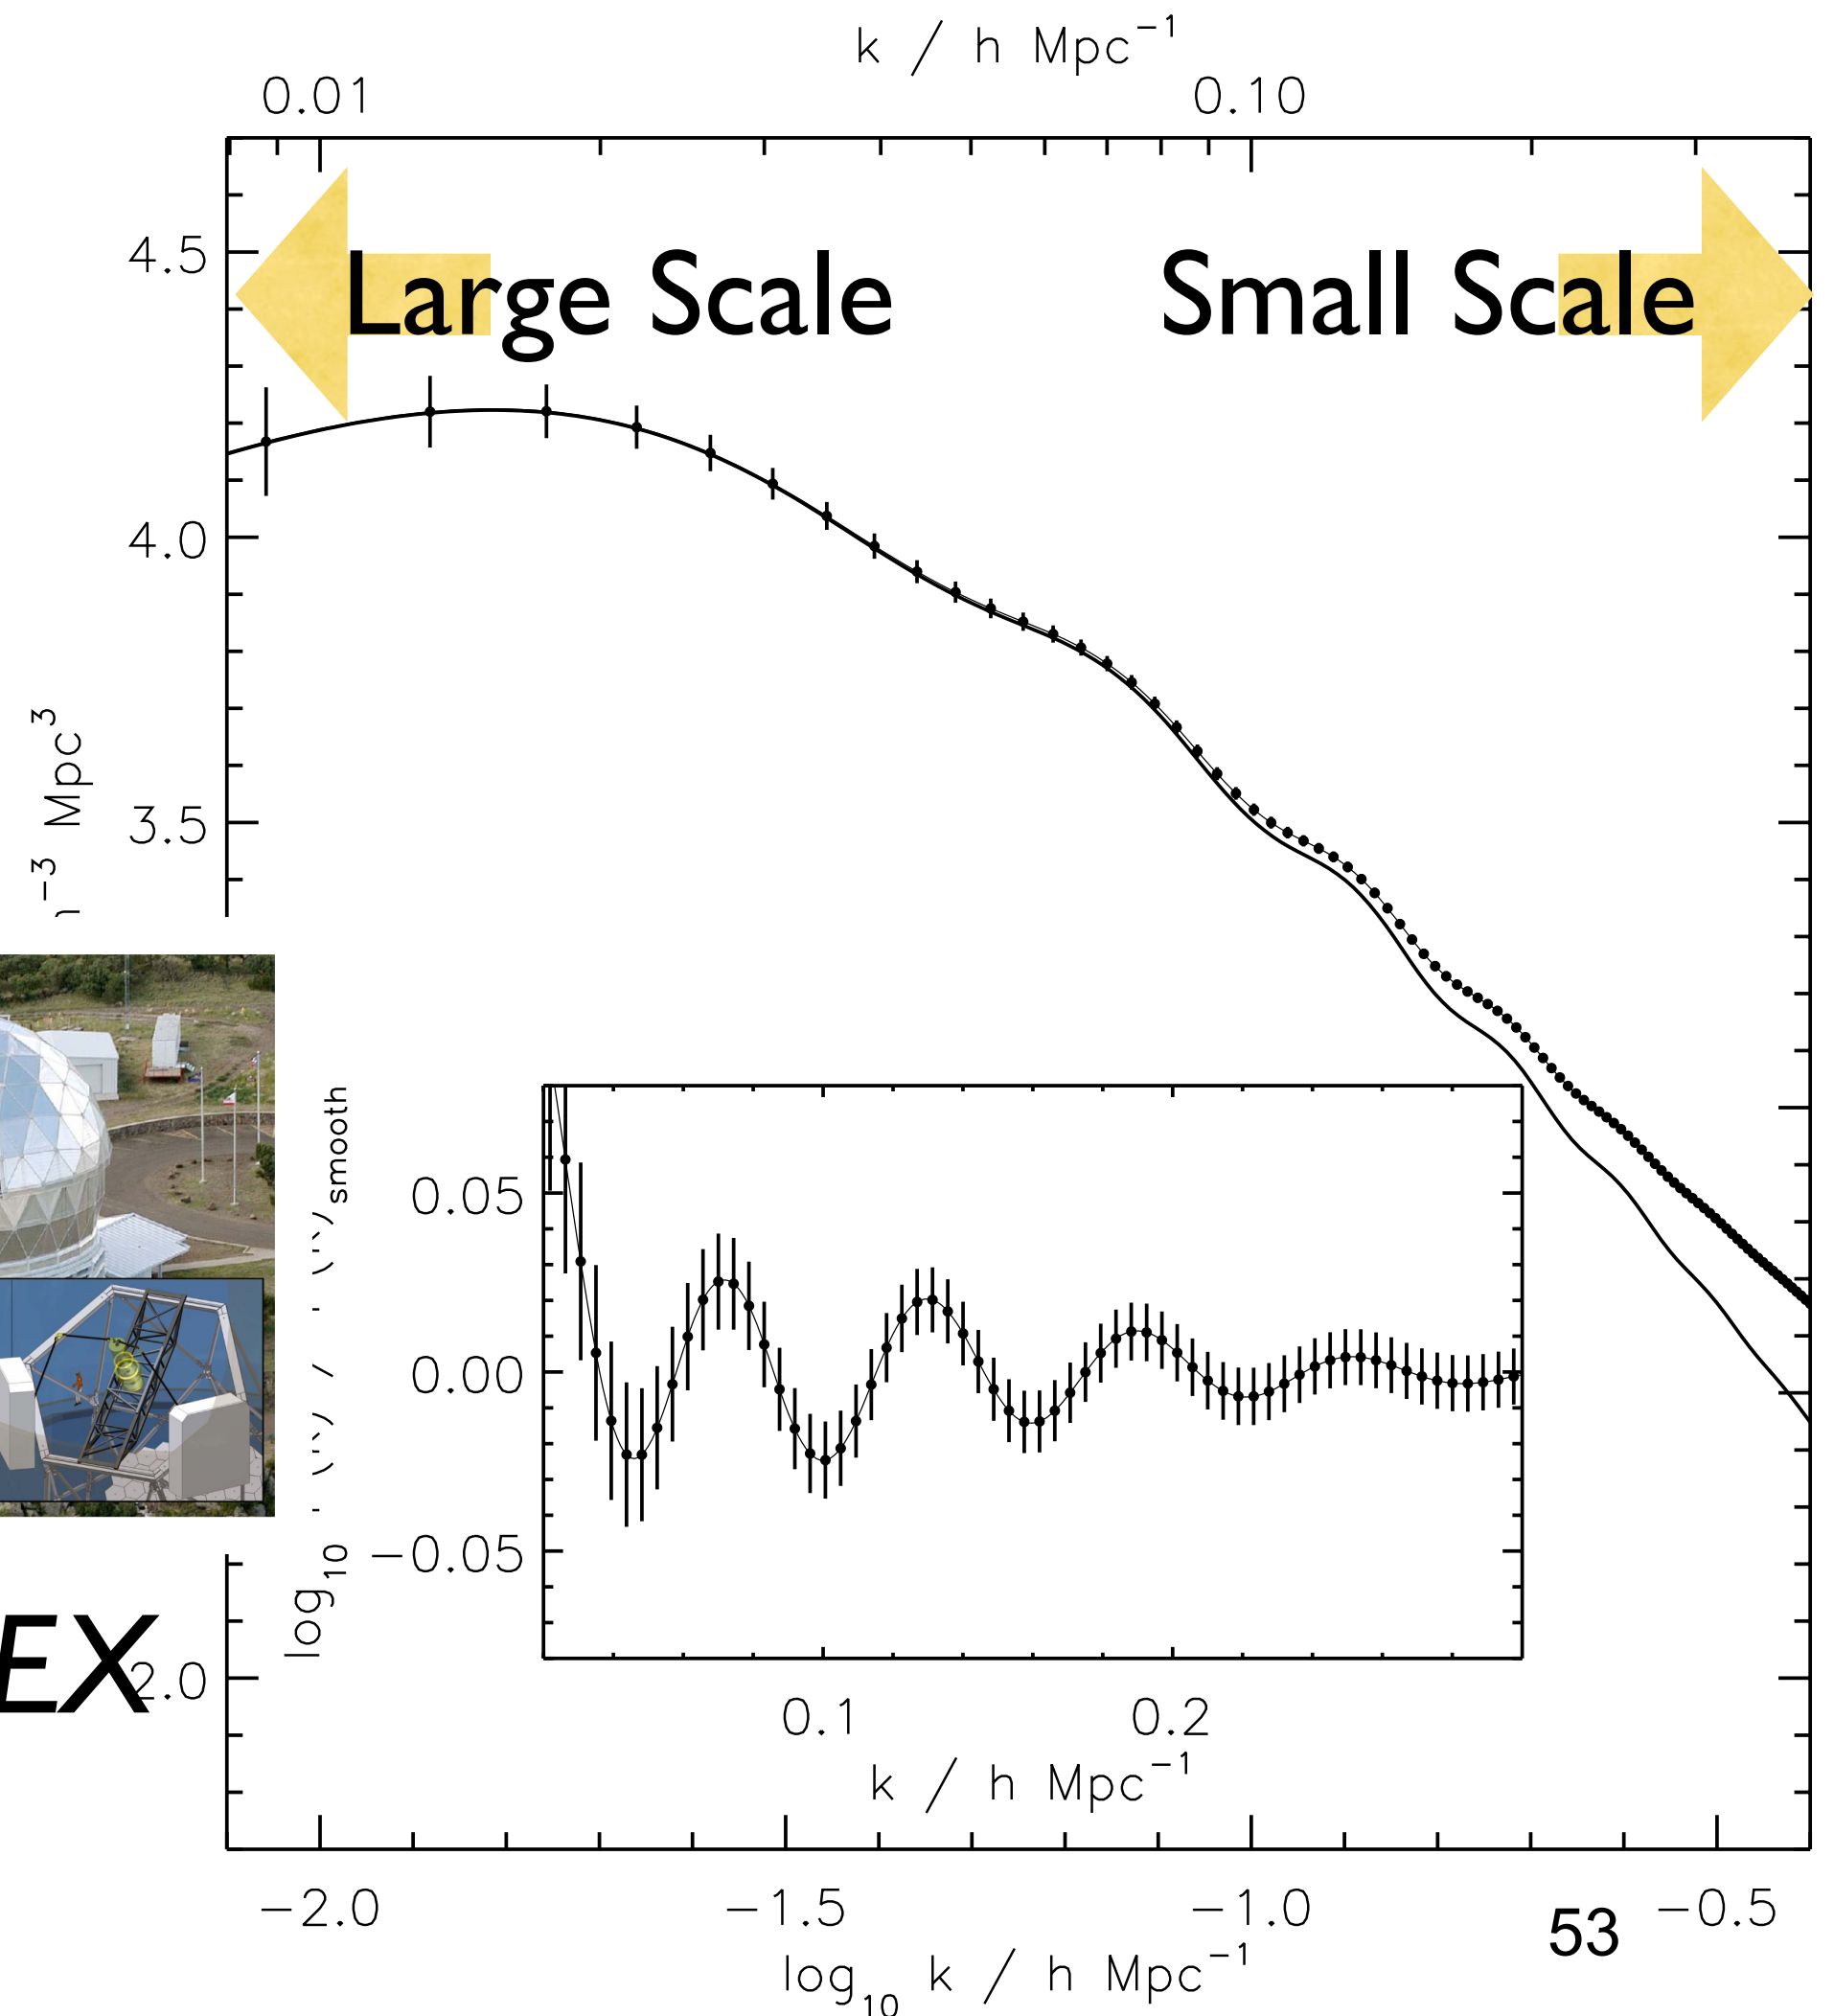 k / h Mpc⁻¹
0.01 0.10
Large Scale Small Scale
4.5
4.0
3.5
2.0
h⁻³ Mpc³
EX
log₁₀
smooth
0.05
0.00
−0.05
0.1 0.2
k / h Mpc⁻¹
−2.0 −1.5 −1.0 −0.5
log₁₀ k / h Mpc⁻¹
53